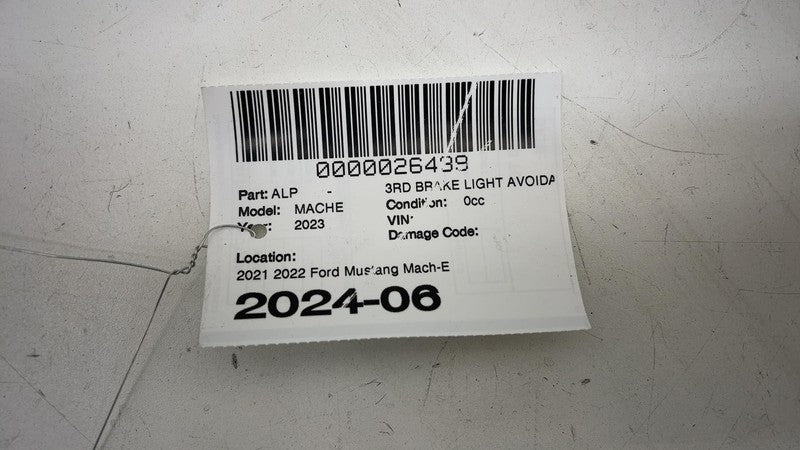 0000026439
Part: ALP - 3RD BRAKE LIGHT AVOIDA
Model: MACHE Condition: 0cc
Year: 2023 VIN:
Damage Code:
Location:
2021 2022 Ford Mustang Mach-E
2024-06